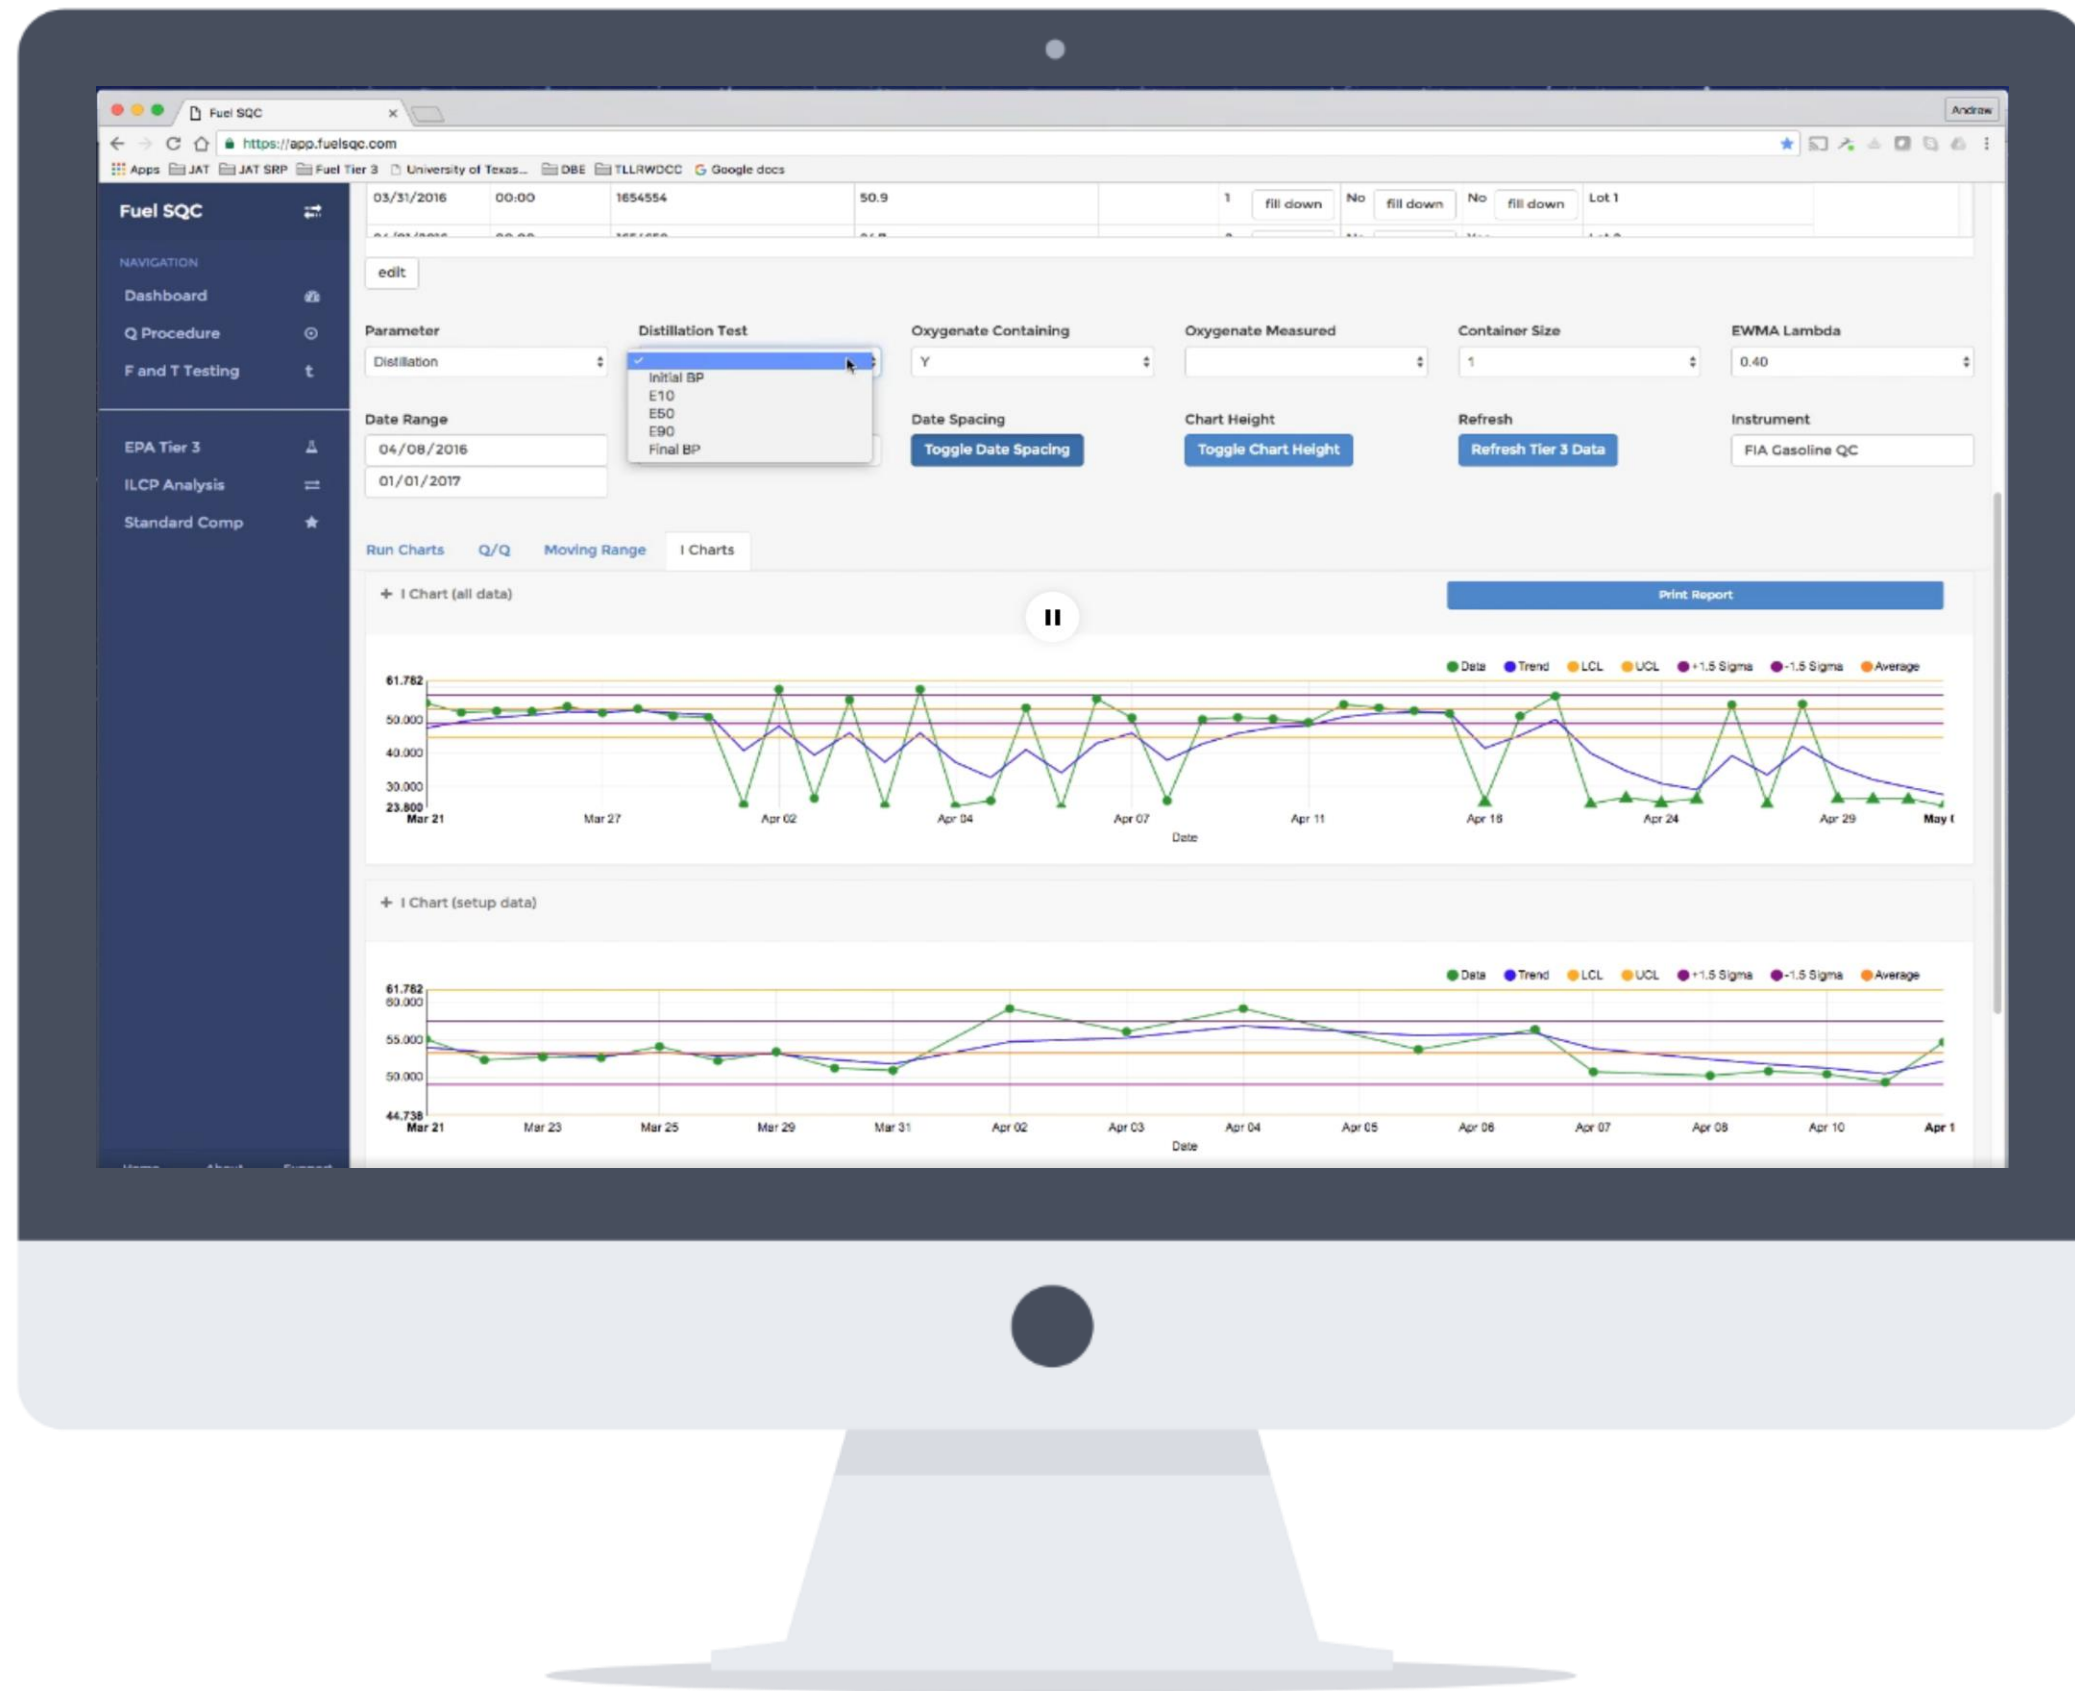 Fuel SQC
Andrew
https://app.fuelsqc.com
Apps JAT JAT SRP Fuel Tier 3 University of Texas... DBE TLLRWDCC Google docs
Fuel SQC
03/31/2016 00:00 1654554 50.9 1 fill down No fill down No fill down Lot 1
NAVIGATION
Dashboard
Q Procedure
F and T Testing
EPA Tier 3
ILCP Analysis
Standard Comp
edit
Parameter Distillation Test Oxygenate Containing Oxygenate Measured Container Size EWMA Lambda
Distillation Y 1 0.40
Initial BP
E10
E50
E90
Final BP
Date Range Date Spacing Chart Height Refresh Instrument
04/08/2016 Toggle Date Spacing Toggle Chart Height Refresh Tier 3 Data FIA Gasoline QC
01/01/2017
Run Charts Q/Q Moving Range I Charts
+ I Chart (all data) Print Report
Data Trend LCL UCL +1.5 Sigma -1.5 Sigma Average
61.762
50.000
40.000
30.000
23.800
Mar 21 Mar 27 Apr 02 Apr 04 Apr 07 Apr 11 Apr 18 Apr 24 Apr 29
Date
+ I Chart (setup data)
Data Trend LCL UCL +1.5 Sigma -1.5 Sigma Average
61.762
60.000
55.000
50.000
44.738
Mar 21 Mar 23 Mar 25 Mar 29 Mar 31 Apr 02 Apr 03 Apr 04 Apr 05 Apr 06 Apr 07 Apr 08 Apr 10 Apr 1
Date